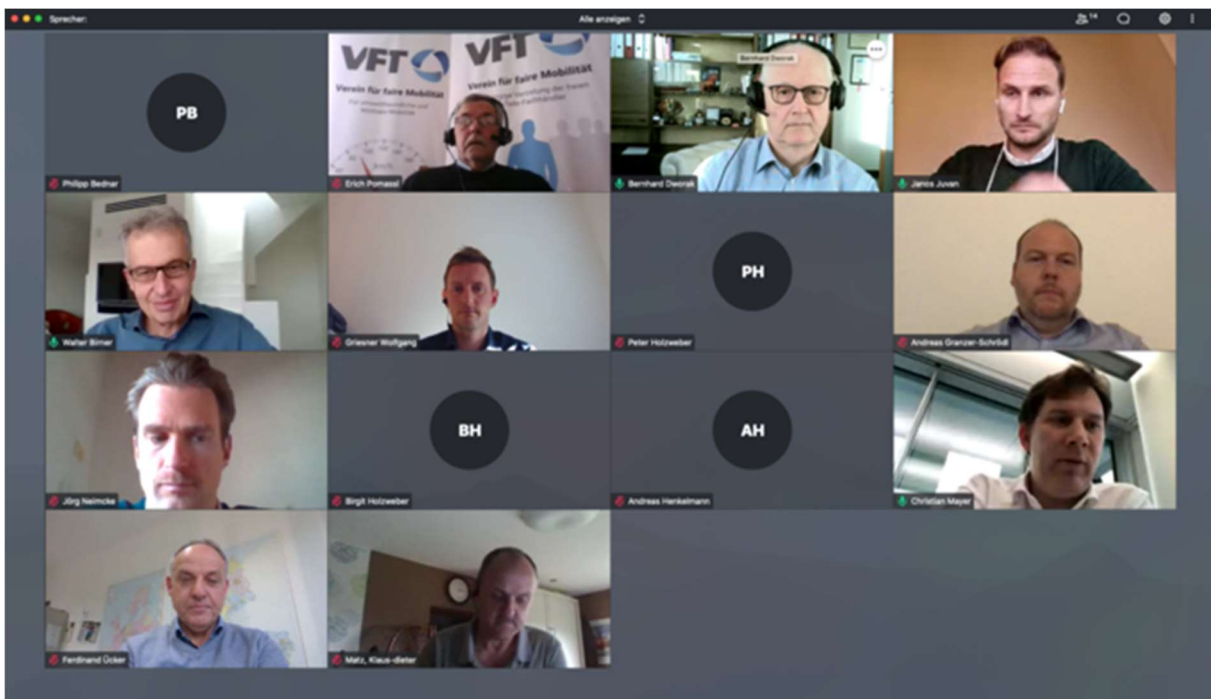 Sprecher:
Alle anzeigen
14
PB
Philipp Bednar
VFT
Verein für faire Mobilität
VFT
Verein für faire Mobilität
Erich Pomassl
Bernhard Dworak
Bernhard Dworak
Janos Juvan
Walter Birner
Griesner Wolfgang
PH
Peter Holzweber
Andreas Granzer-Schrödl
Jörg Neimcke
BH
Birgit Holzweber
AH
Andreas Henkelmann
Christian Mayer
Ferdinand Ücker
Matz, Klaus-dieter